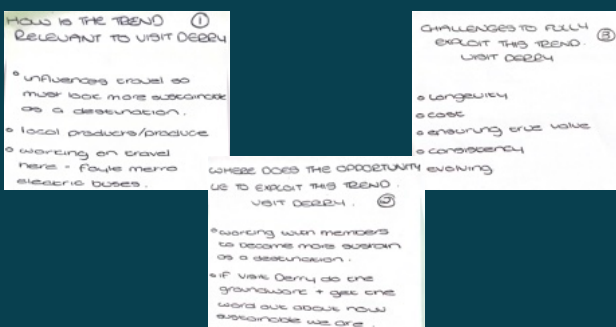 HOW IS THE TREND ①
RELEVANT TO VISIT DERRY
• influences travel so
must look more sustainable
as a destination.
• local products/produce
• working on travel
here - foyle metro
electric buses.
WHERE DOES THE OPPORTUNITY
LIE TO EXPLOIT THIS TREND.
VISIT DERRY. ②
• working with members
to become more sustain
as a destination.
• if visit Derry do the
groundwork + get the
word out about how
sustainable we are.
CHALLENGES TO FULLY ③
EXPLOIT THIS TREND.
VISIT DERRY
• Longevity
• cost
• ensuring true value
• consistency
evolving